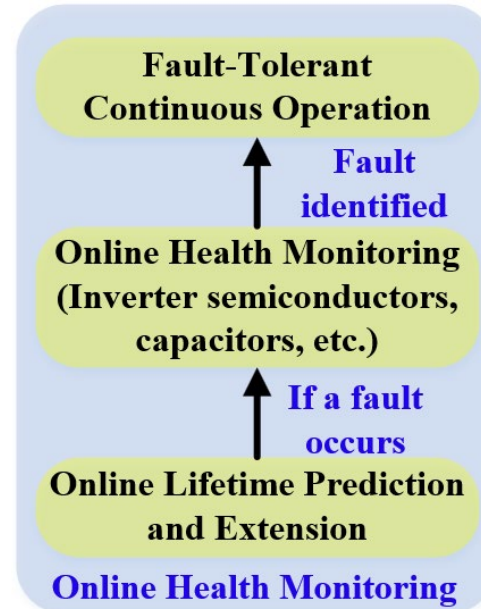 Fault-Tolerant
Continuous Operation
Fault
identified
Online Health Monitoring
(Inverter semiconductors,
capacitors, etc.)
If a fault
occurs
Online Lifetime Prediction
and Extension
Online Health Monitoring